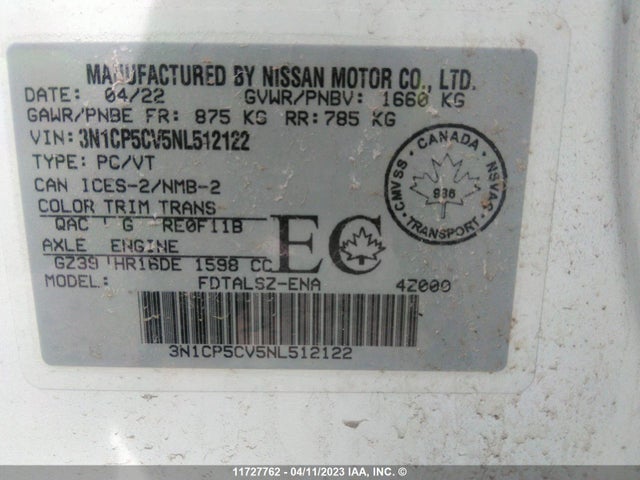 MANUFACTURED BY NISSAN MOTOR CO., LTD.
DATE: 04/22 GVWR/PNBV: 1660 KG
GAWR/PNBE FR: 875 KG RR: 785 KG
VIN: 3N1CP5CV5NL512122
TYPE: PC/VT
CAN ICES-2/NMB-2
COLOR TRIM TRANS
QAC G RE0F11B
AXLE ENGINE
GZ39 HR16DE 1598 CC
MODEL: FDTALSZ-ENA 4Z000
EC
CANADA
CMVSS NSVAC
936
TRANSPORT
3N1CP5CV5NL512122
11727762 - 04/11/2023 IAA, Inc. ©